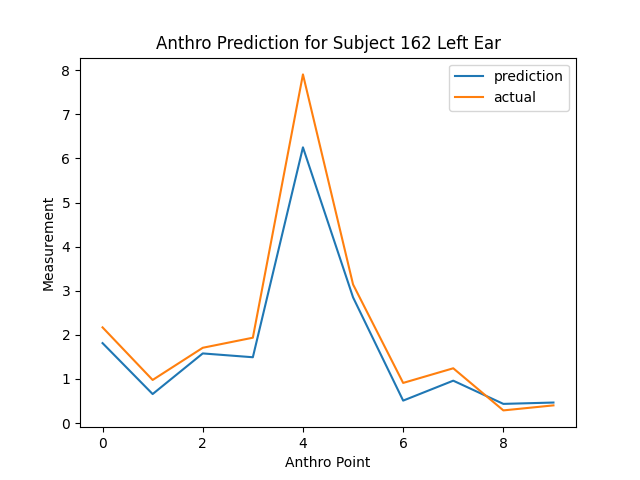 Anthro Prediction for Subject 162 Left Ear
prediction
actual
8
7
6
5
4
3
2
1
0
Measurement
0 2 4 6 8
Anthro Point